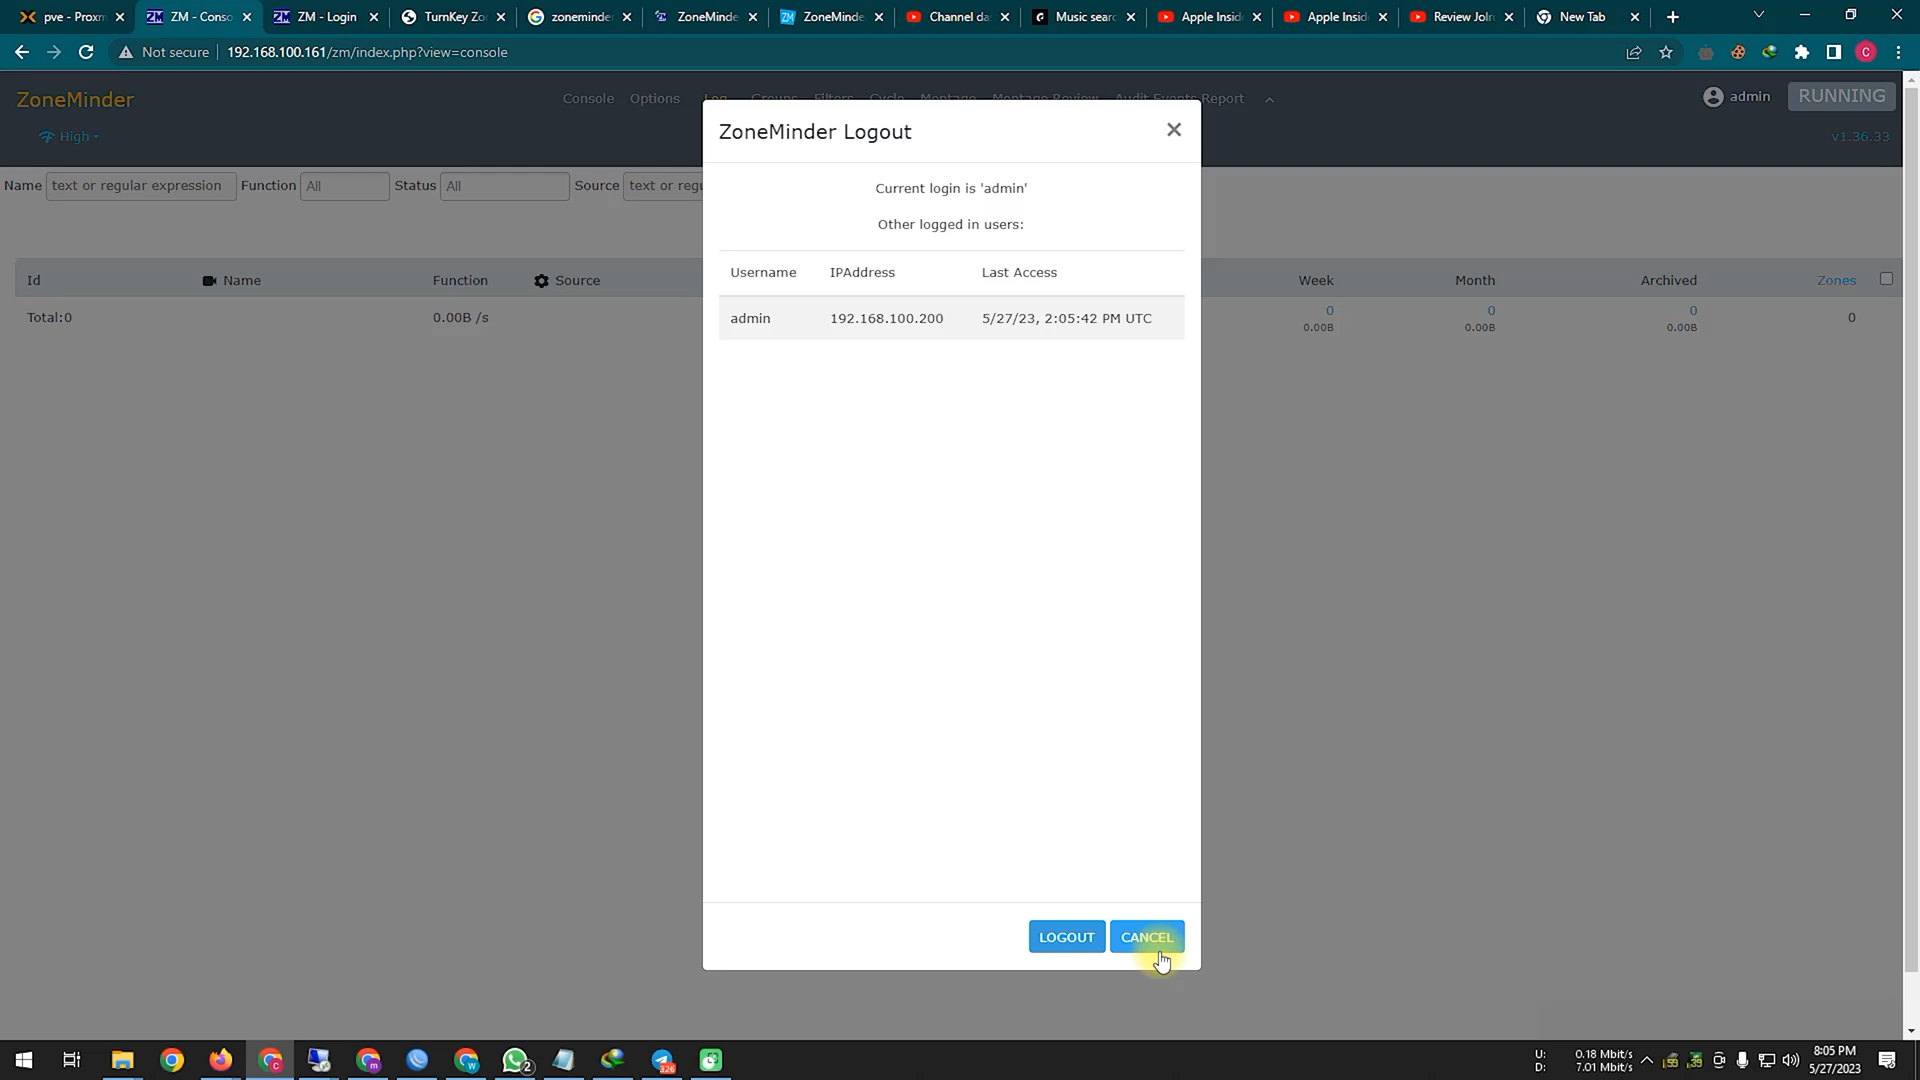 pve - Proxm
ZM - Conso
ZM - Login
TurnKey Zo
zoneminder
ZoneMinde
ZoneMinde
Channel da
Music searc
Apple Insid
Apple Insid
Review Jolr
New Tab
Not secure
192.168.100.161/zm/index.php?view=console
C
ZoneMinder
Console
Options
Log
Groups
Filters
Cycle
Montage
Montage Review
Audit Events Report
admin
RUNNING
High
v1.36.33
Name
text or regular expression
Function
All
Status
All
Source
text or regu
Id
Name
Function
Source
Week
Month
Archived
Zones
Total:0
0.00B /s
0
0.00B
0
0.00B
0
0.00B
0
ZoneMinder Logout
Current login is 'admin'
Other logged in users:
Username
IPAddress
Last Access
admin
192.168.100.200
5/27/23, 2:05:42 PM UTC
LOGOUT
CANCEL
2
326
U: 0.18 Mbit/s
D: 7.01 Mbit/s
8:05 PM
5/27/2023